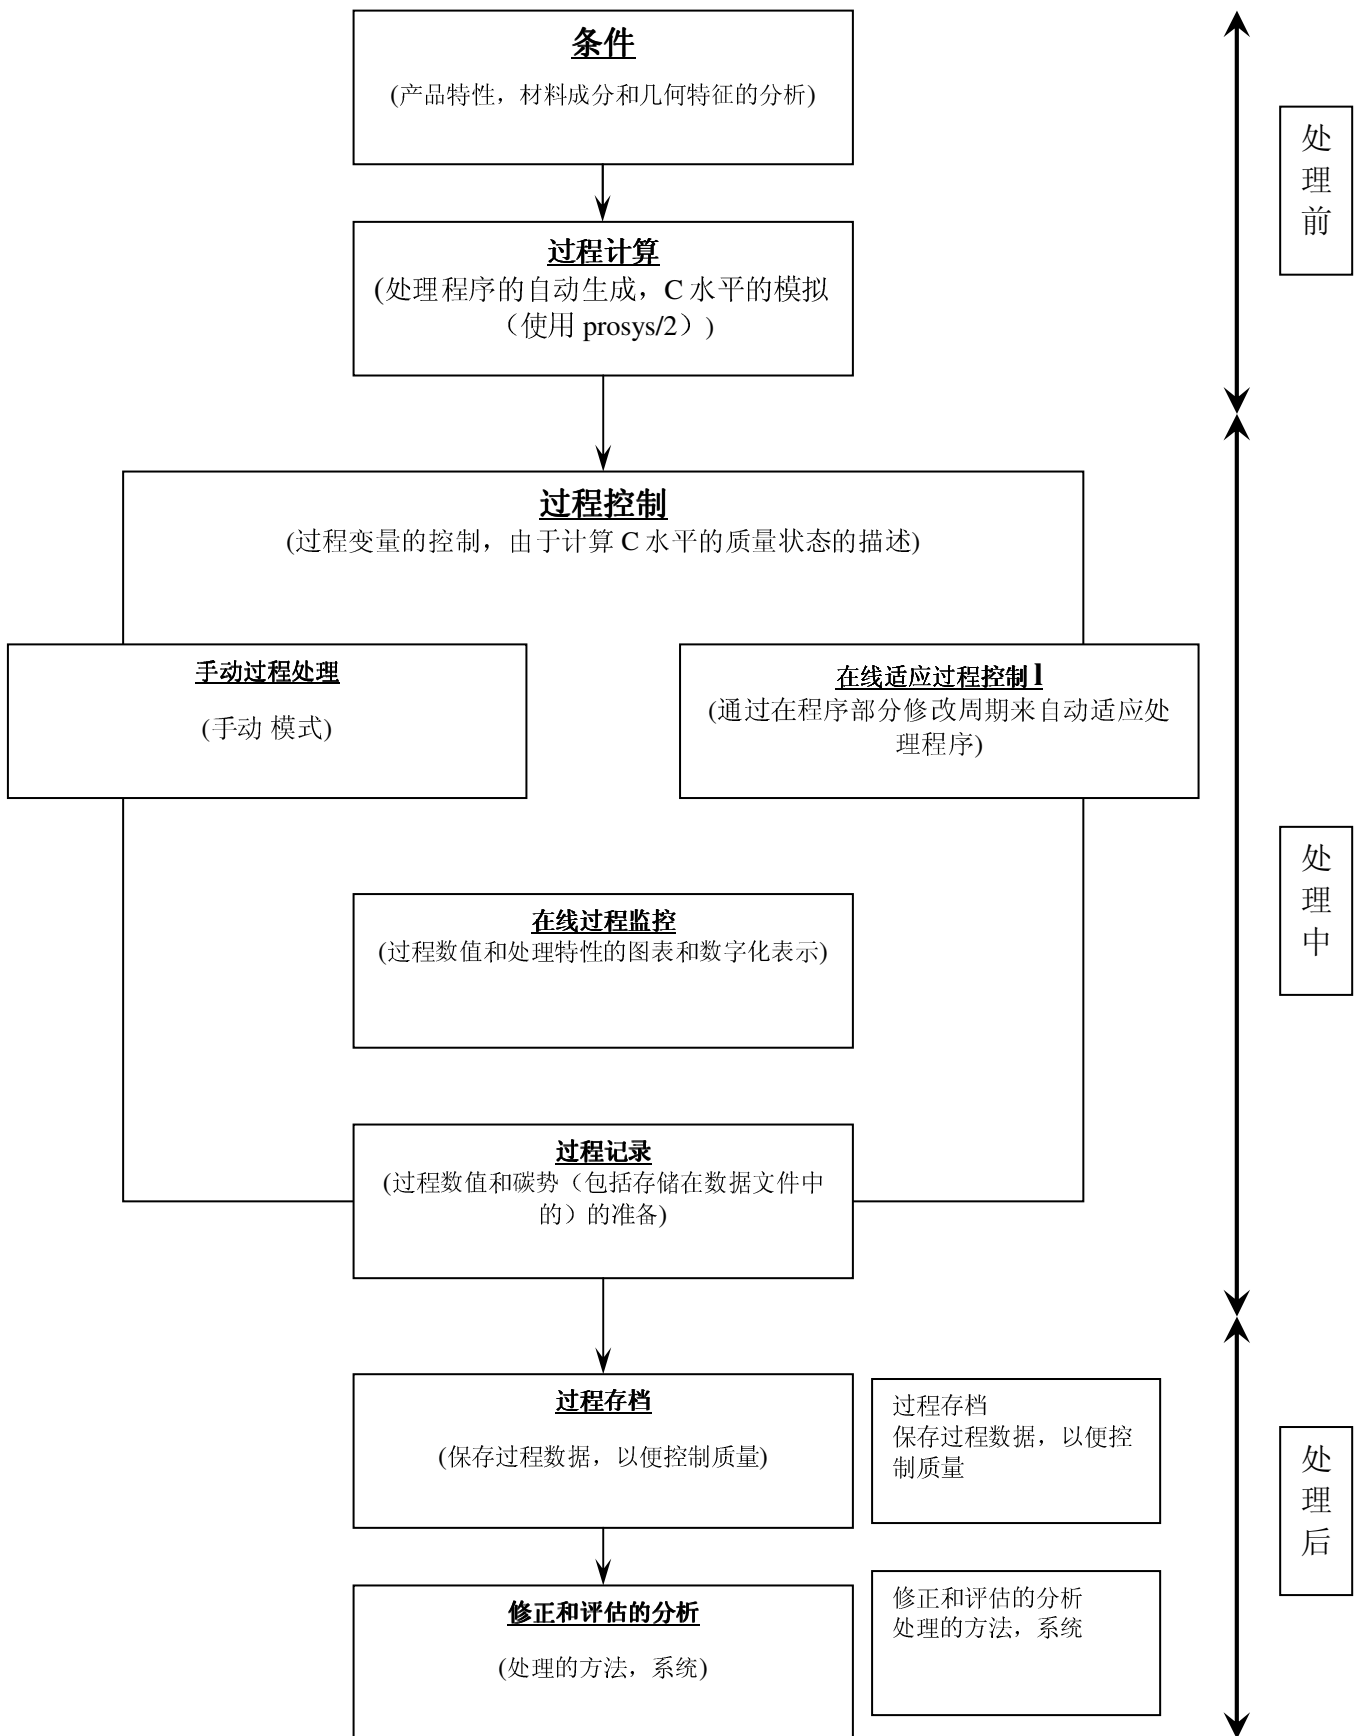 条件
(产品特性，材料成分和几何特征的分析)
处
理
前
过程计算
(处理程序的自动生成，C 水平的模拟
（使用 prosys/2）)
过程控制
(过程变量的控制，由于计算 C 水平的质量状态的描述)
手动过程处理
(手动 模式)
在线适应过程控制 l
(通过在程序部分修改周期来自动适应处
理程序)
处
理
中
在线过程监控
(过程数值和处理特性的图表和数字化表示)
过程记录
(过程数值和碳势（包括存储在数据文件中
的）的准备)
过程存档
(保存过程数据，以便控制质量)
过程存档
保存过程数据，以便控
制质量
处
理
后
修正和评估的分析
(处理的方法，系统)
修正和评估的分析
处理的方法，系统